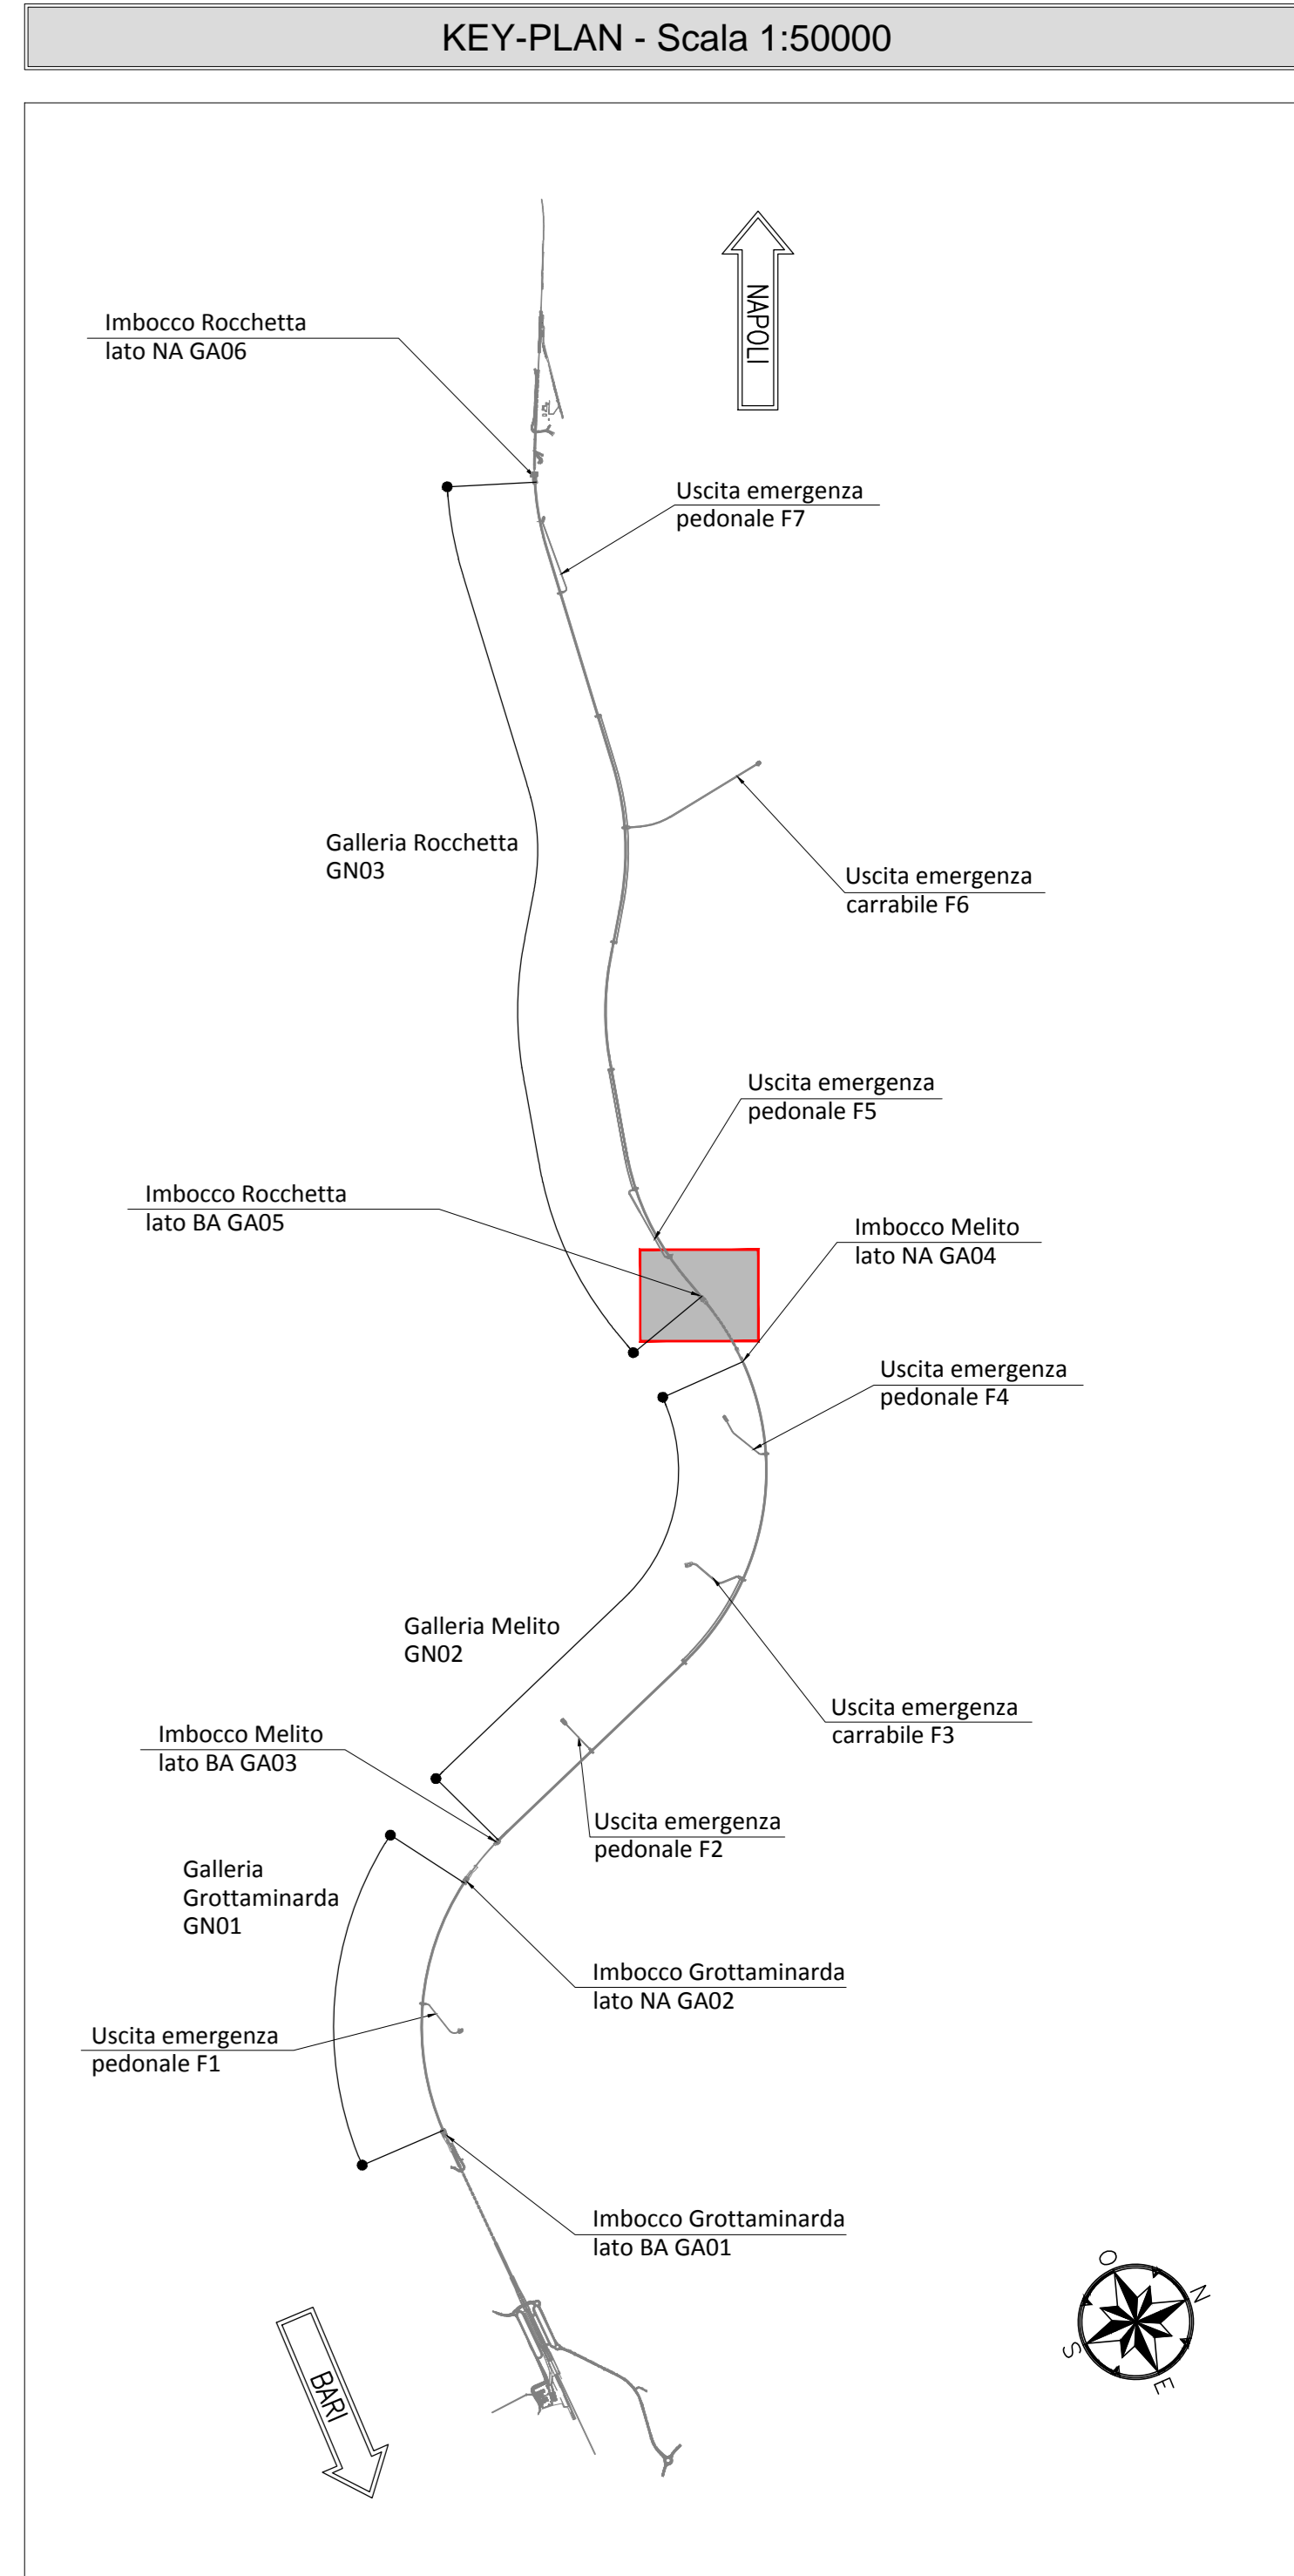 KEY-PLAN - Scala 1:50000
NAPOLI
Imbocco Rocchetta
lato NA GA06
Uscita emergenza
pedonale F7
Galleria Rocchetta
GN03
Uscita emergenza
carrabile F6
Uscita emergenza
pedonale F5
Imbocco Rocchetta
lato BA GA05
Imbocco Melito
lato NA GA04
Uscita emergenza
pedonale F4
Galleria Melito
GN02
Uscita emergenza
carrabile F3
Imbocco Melito
lato BA GA03
Uscita emergenza
pedonale F2
Galleria
Grottaminarda
GN01
Imbocco Grottaminarda
lato NA GA02
Uscita emergenza
pedonale F1
Imbocco Grottaminarda
lato BA GA01
O
N
S
E
BARI